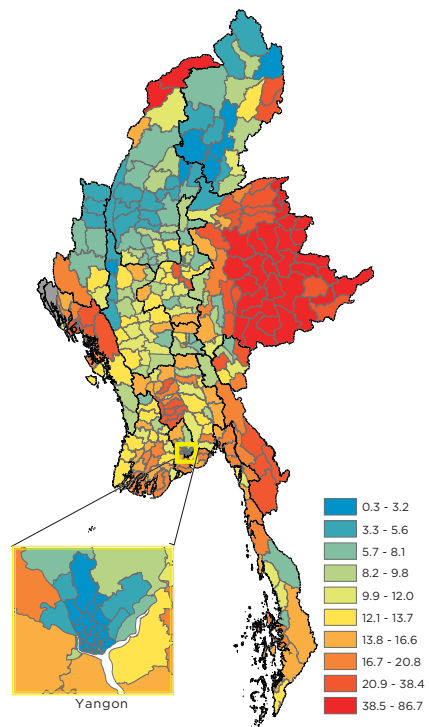 0.3 - 3.2
3.3 - 5.6
5.7 - 8.1
8.2 - 9.8
9.9 - 12.0
12.1 - 13.7
13.8 - 16.6
16.7 - 20.8
20.9 - 38.4
38.5 - 86.7
Yangon